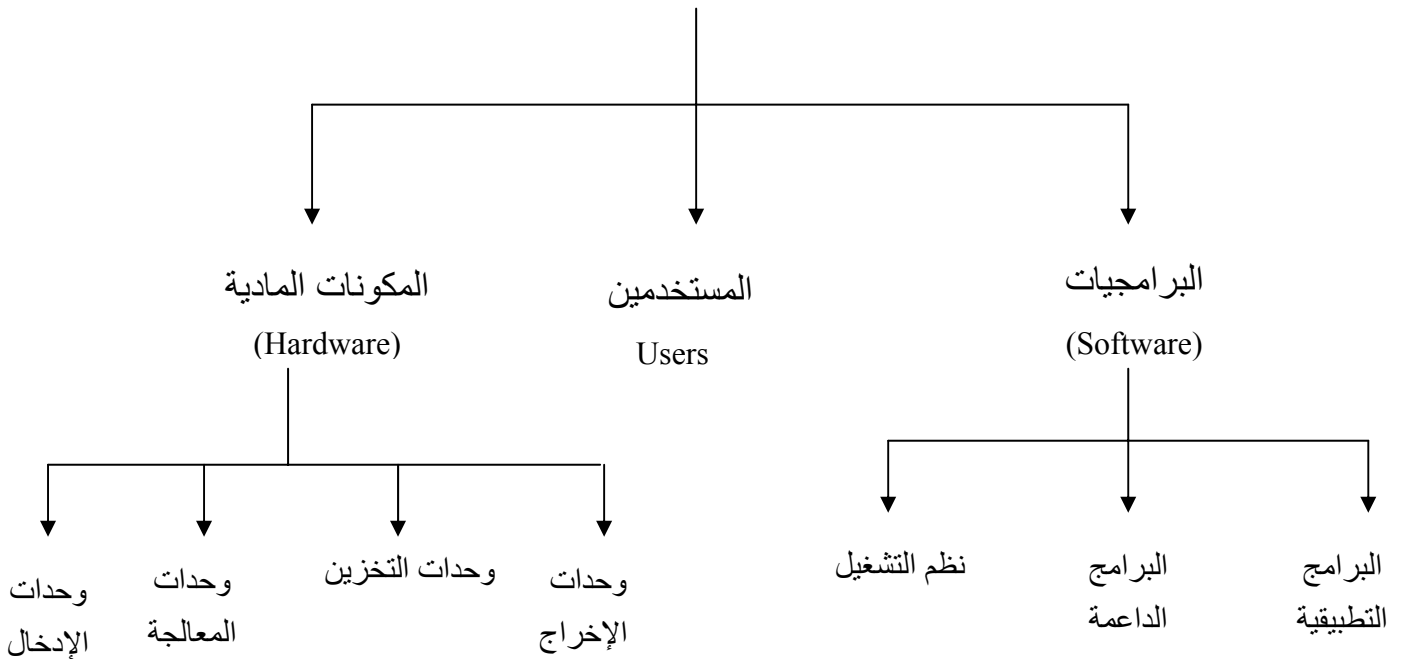 البرامجيات
(Software)
المستخدمين
Users
المكونات المادية
(Hardware)
البرامج
التطبيقية
البرامج
الداعمة
نظم التشغيل
وحدات
الإخراج
وحدات التخزين
وحدات
المعالجة
وحدات
الإدخال